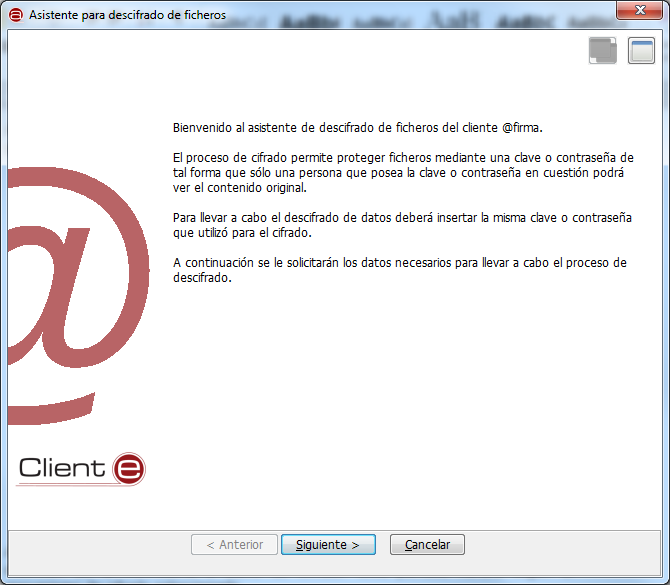 Asistente para descifrado de ficheros
Bienvenido al asistente de descifrado de ficheros del cliente @firma.
El proceso de cifrado permite proteger ficheros mediante una clave o contraseña de
tal forma que sólo una persona que posea la clave o contraseña en cuestión podrá
ver el contenido original.
Para llevar a cabo el descifrado de datos deberá insertar la misma clave o contraseña
que utilizó para el cifrado.
A continuación se le solicitarán los datos necesarios para llevar a cabo el proceso de
descifrado.
@
Client e
< Anterior
Siguiente >
Cancelar